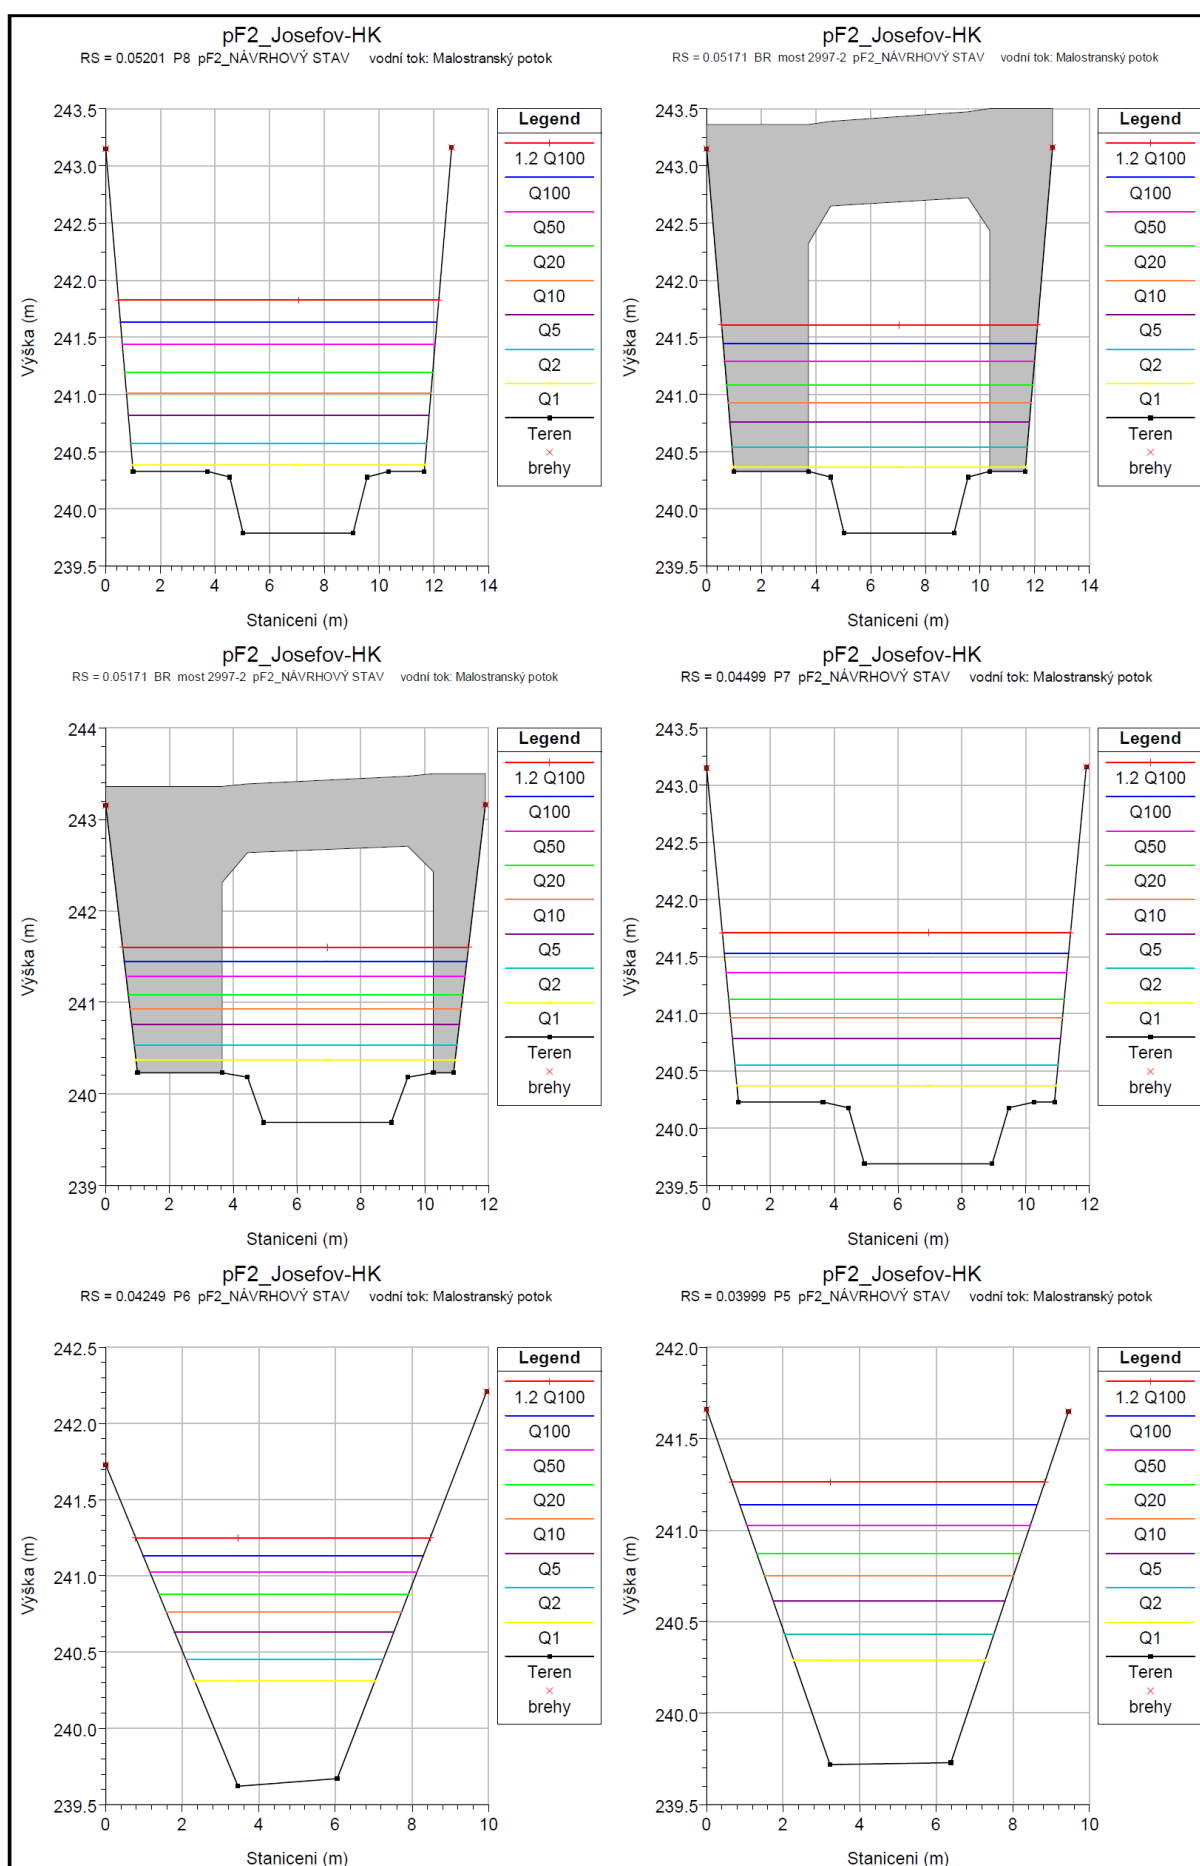 pF2_Josefov-HK
RS = 0.05201 P8 pF2_NÁVRHOVÝ STAV vodní tok: Malostranský potok
Výška (m)
243.5
243.0
242.5
242.0
241.5
241.0
240.5
240.0
239.5
0 2 4 6 8 10 12 14
Staniceni (m)
Legend
1.2 Q100
Q100
Q50
Q20
Q10
Q5
Q2
Q1
Teren
brehy
pF2_Josefov-HK
RS = 0.05171 BR most 2997-2 pF2_NÁVRHOVÝ STAV vodní tok: Malostranský potok
Výška (m)
243.5
243.0
242.5
242.0
241.5
241.0
240.5
240.0
239.5
0 2 4 6 8 10 12 14
Staniceni (m)
Legend
1.2 Q100
Q100
Q50
Q20
Q10
Q5
Q2
Q1
Teren
brehy
pF2_Josefov-HK
RS = 0.05171 BR most 2997-2 pF2_NÁVRHOVÝ STAV vodní tok: Malostranský potok
Výška (m)
244
243
242
241
240
239
0 2 4 6 8 10 12
Staniceni (m)
Legend
1.2 Q100
Q100
Q50
Q20
Q10
Q5
Q2
Q1
Teren
brehy
pF2_Josefov-HK
RS = 0.04499 P7 pF2_NÁVRHOVÝ STAV vodní tok: Malostranský potok
Výška (m)
243.5
243.0
242.5
242.0
241.5
241.0
240.5
240.0
239.5
0 2 4 6 8 10 12
Staniceni (m)
Legend
1.2 Q100
Q100
Q50
Q20
Q10
Q5
Q2
Q1
Teren
brehy
pF2_Josefov-HK
RS = 0.04249 P6 pF2_NÁVRHOVÝ STAV vodní tok: Malostranský potok
Výška (m)
242.5
242.0
241.5
241.0
240.5
240.0
239.5
0 2 4 6 8 10
Staniceni (m)
Legend
1.2 Q100
Q100
Q50
Q20
Q10
Q5
Q2
Q1
Teren
brehy
pF2_Josefov-HK
RS = 0.03999 P5 pF2_NÁVRHOVÝ STAV vodní tok: Malostranský potok
Výška (m)
242.0
241.5
241.0
240.5
240.0
239.5
0 2 4 6 8 10
Staniceni (m)
Legend
1.2 Q100
Q100
Q50
Q20
Q10
Q5
Q2
Q1
Teren
brehy